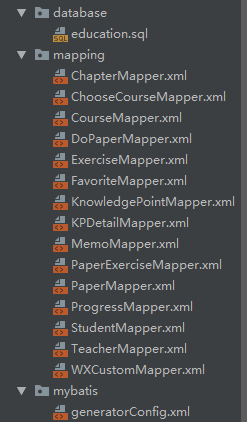 database
education.sql
mapping
ChapterMapper.xml
ChooseCourseMapper.xml
CourseMapper.xml
DoPaperMapper.xml
ExerciseMapper.xml
FavoriteMapper.xml
KnowledgePointMapper.xml
KPDetailMapper.xml
MemoMapper.xml
PaperExerciseMapper.xml
PaperMapper.xml
ProgressMapper.xml
StudentMapper.xml
TeacherMapper.xml
WXCustomMapper.xml
mybatis
generatorConfig.xml